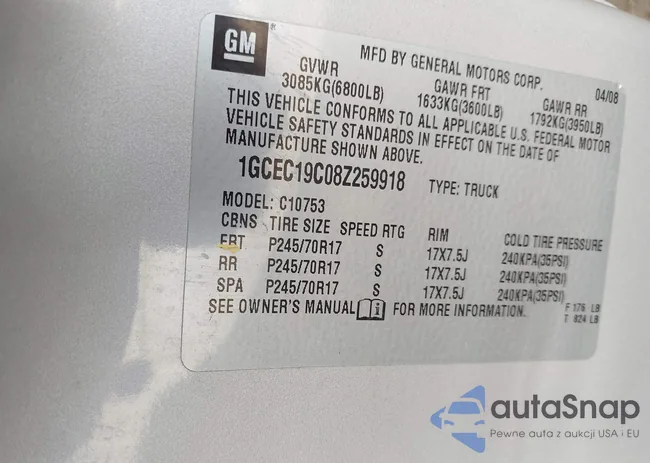 GM
MFD BY GENERAL MOTORS CORP. 04/08
GVWR GAWR FRT GAWR RR
3085KG(6800LB) 1633KG(3600LB) 1792KG(3950LB)
THIS VEHICLE CONFORMS TO ALL APPLICABLE U.S. FEDERAL MOTOR
VEHICLE SAFETY STANDARDS IN EFFECT ON THE DATE OF
MANUFACTURE SHOWN ABOVE.
1GCEC19C08Z259918 TYPE: TRUCK
MODEL: C10753
CBNS TIRE SIZE SPEED RTG RIM COLD TIRE PRESSURE
FRT P245/70R17 S 17X7.5J 240KPA(35PSI)
RR P245/70R17 S 17X7.5J 240KPA(35PSI)
SPA P245/70R17 S 17X7.5J 240KPA(35PSI)
SEE OWNER'S MANUAL FOR MORE INFORMATION.
F 176 LB
T 824 LB
autaSnap
Pewne auta z aukcji USA i EU